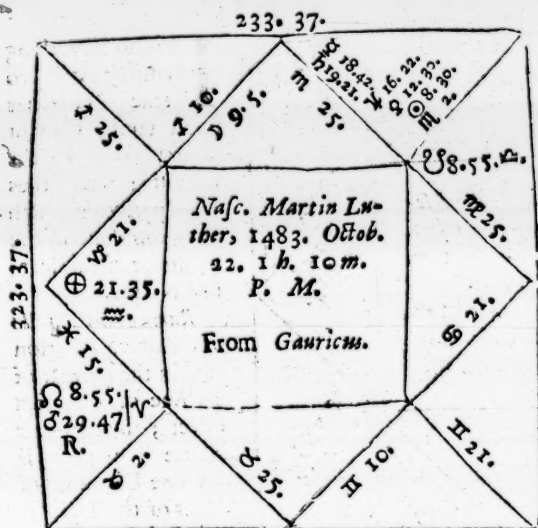 233. 37.
☿ 18.42.
♄ 19.21.
16. 22.
♀ 12. 30.
☉ 8. 30.
♏ 2.
♏ 25.
♐ 10.
☽ 9. 5.
♐ 25.
☋ 8.55. ♎.
♍ 25.
Naſc. Martin Lu-
ther, 1483. Octob.
22. 1 h. 10 m.
P. M.
From Gauricus.
♑ 21.
⊕ 21.35.
♒.
323. 37.
♋ 21.
♓ 15.
☊ 8.55. ♈
♂ 29.47
R.
♉ 2.
♉ 25.
♊ 10.
♊ 21.